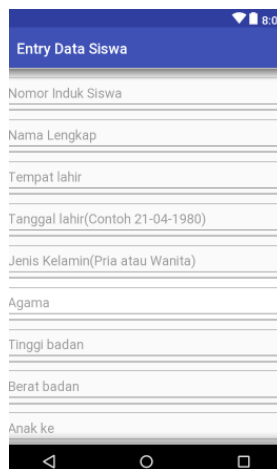 8:0
Entry Data Siswa
Nomor Induk Siswa
Nama Lengkap
Tempat lahir
Tanggal lahir(Contoh 21-04-1980)
Jenis Kelamin(Pria atau Wanita)
Agama
Tinggi badan
Berat badan
Anak ke